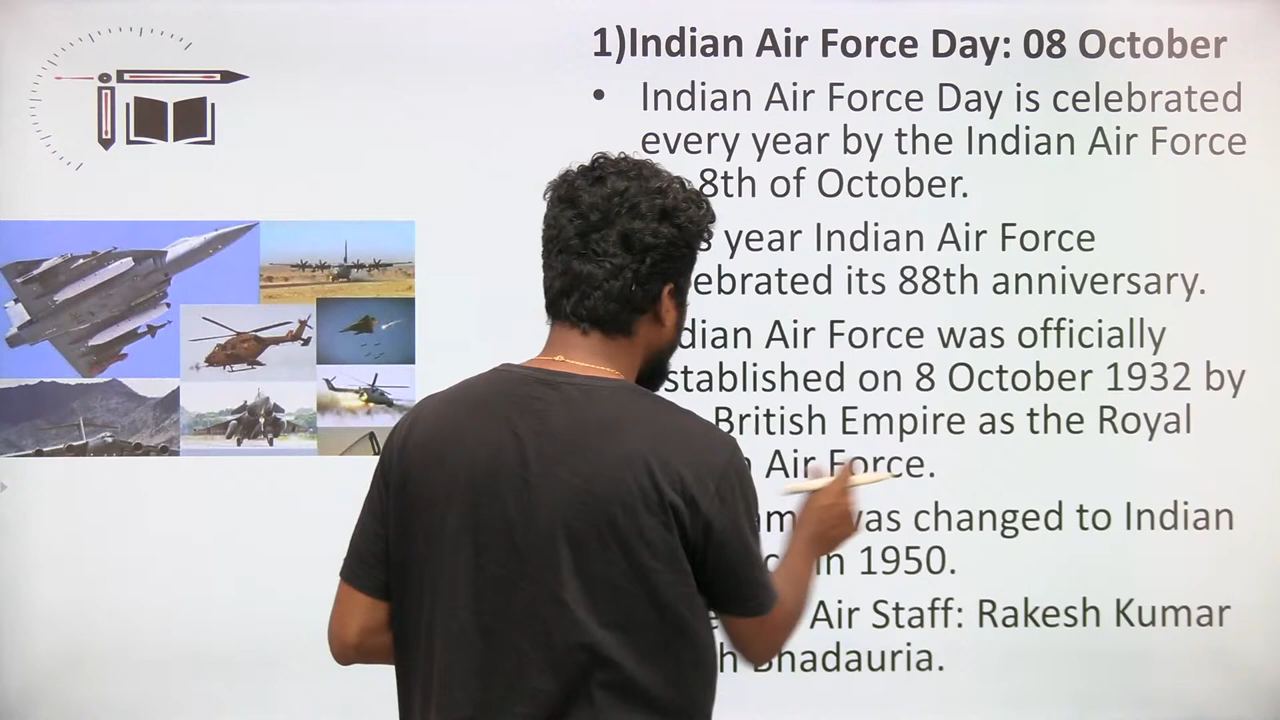 1)Indian Air Force Day: 08 October
• Indian Air Force Day is celebrated
every year by the Indian Air Force
8th of October.
year Indian Air Force
its 88th anniversary.
Air Force was officially
on 8 October 1932 by
British Empire as the Royal
Air Force.
was changed to Indian
in 1950.
Air Staff: Rakesh Kumar
Bhadauria.